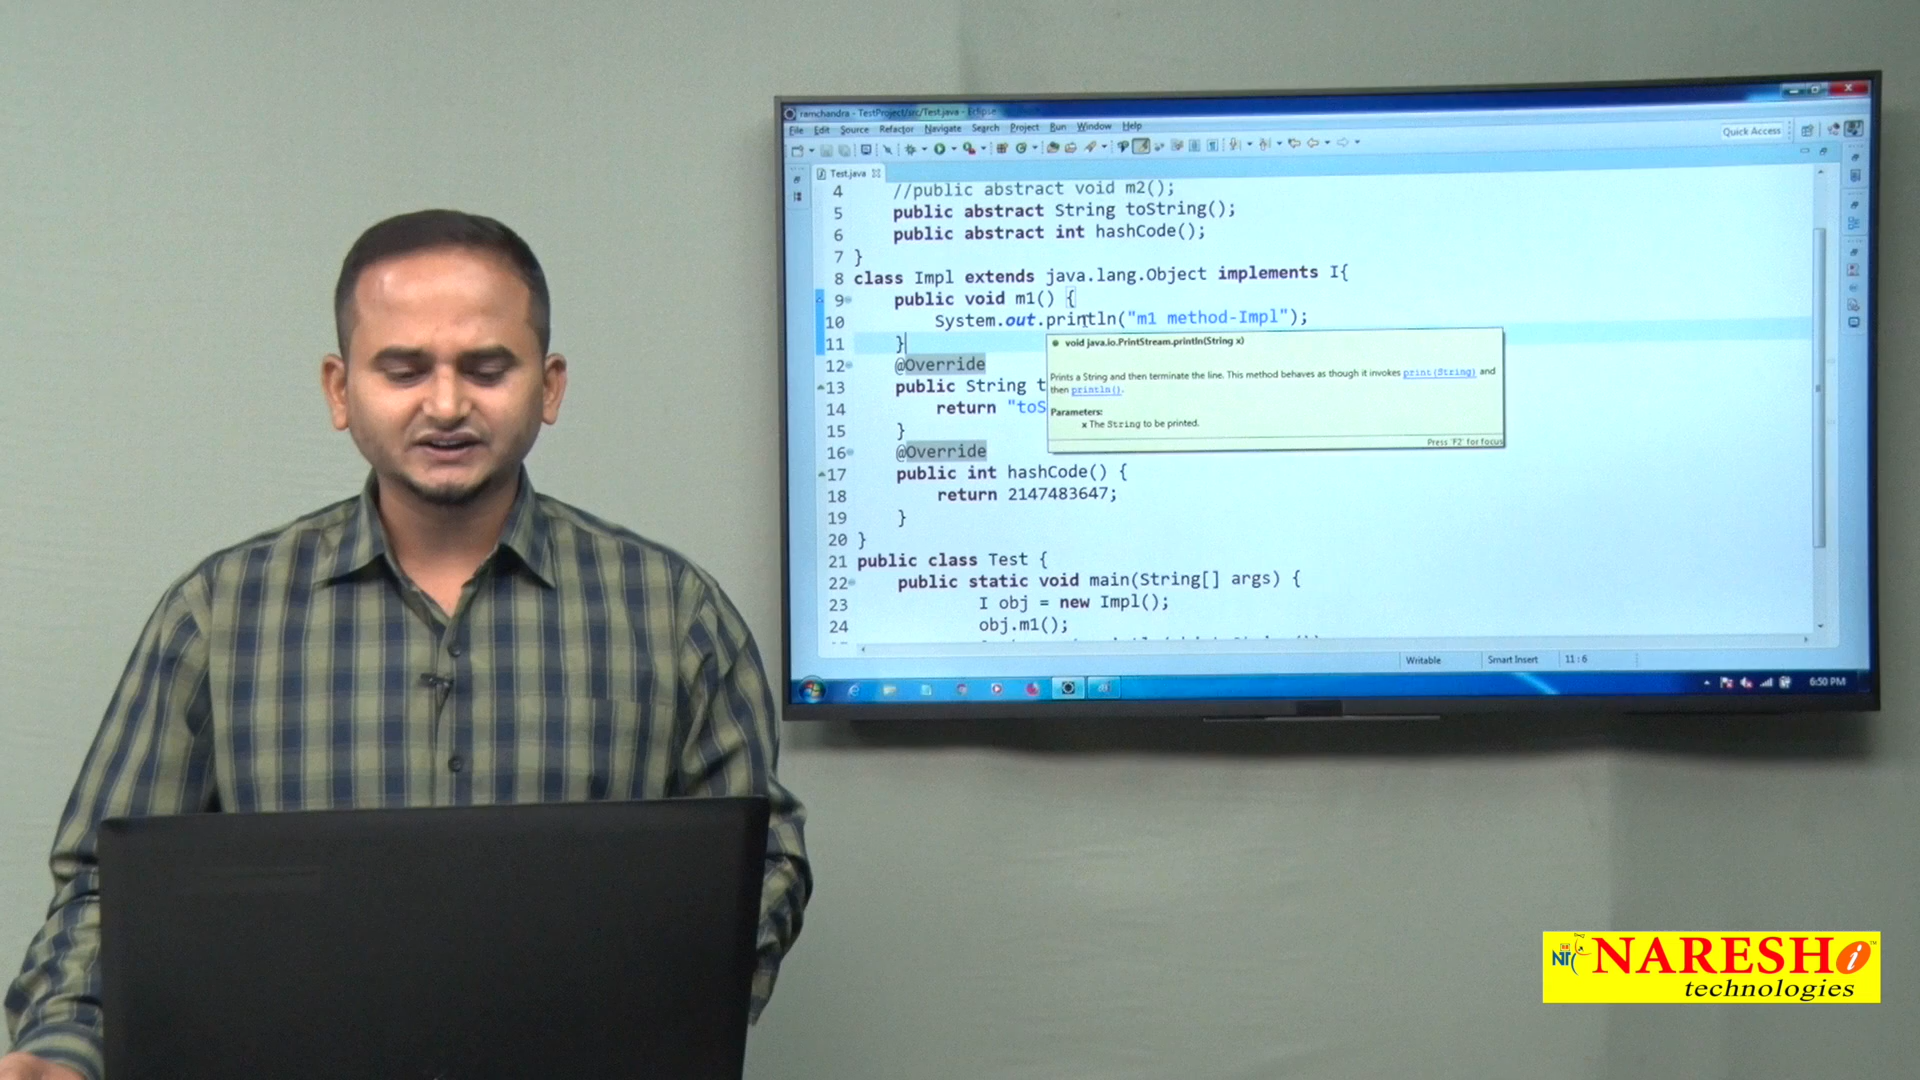 ramchandra - TestProject/src/Test.java - Eclipse
File Edit Source Refactor Navigate Search Project Run Window Help
Quick Access
Test.java
4 //public abstract void m2();
5 public abstract String toString();
6 public abstract int hashCode();
7 }
8 class Impl extends java.lang.Object implements I{
9 public void m1() {
10 System.out.println("m1 method-Impl");
11 }
void java.io.PrintStream.println(String x)
Prints a String and then terminate the line. This method behaves as though it invokes print(String) and
then println().
Parameters:
x The String to be printed.
Press 'F2' for focus
12 @Override
13 public String t
14 return "toS
15 }
16 @Override
17 public int hashCode() {
18 return 2147483647;
19 }
20 }
21 public class Test {
22 public static void main(String[] args) {
23 I obj = new Impl();
24 obj.m1();
Writable Smart Insert 11 : 6
6:50 PM
NARESH i
technologies